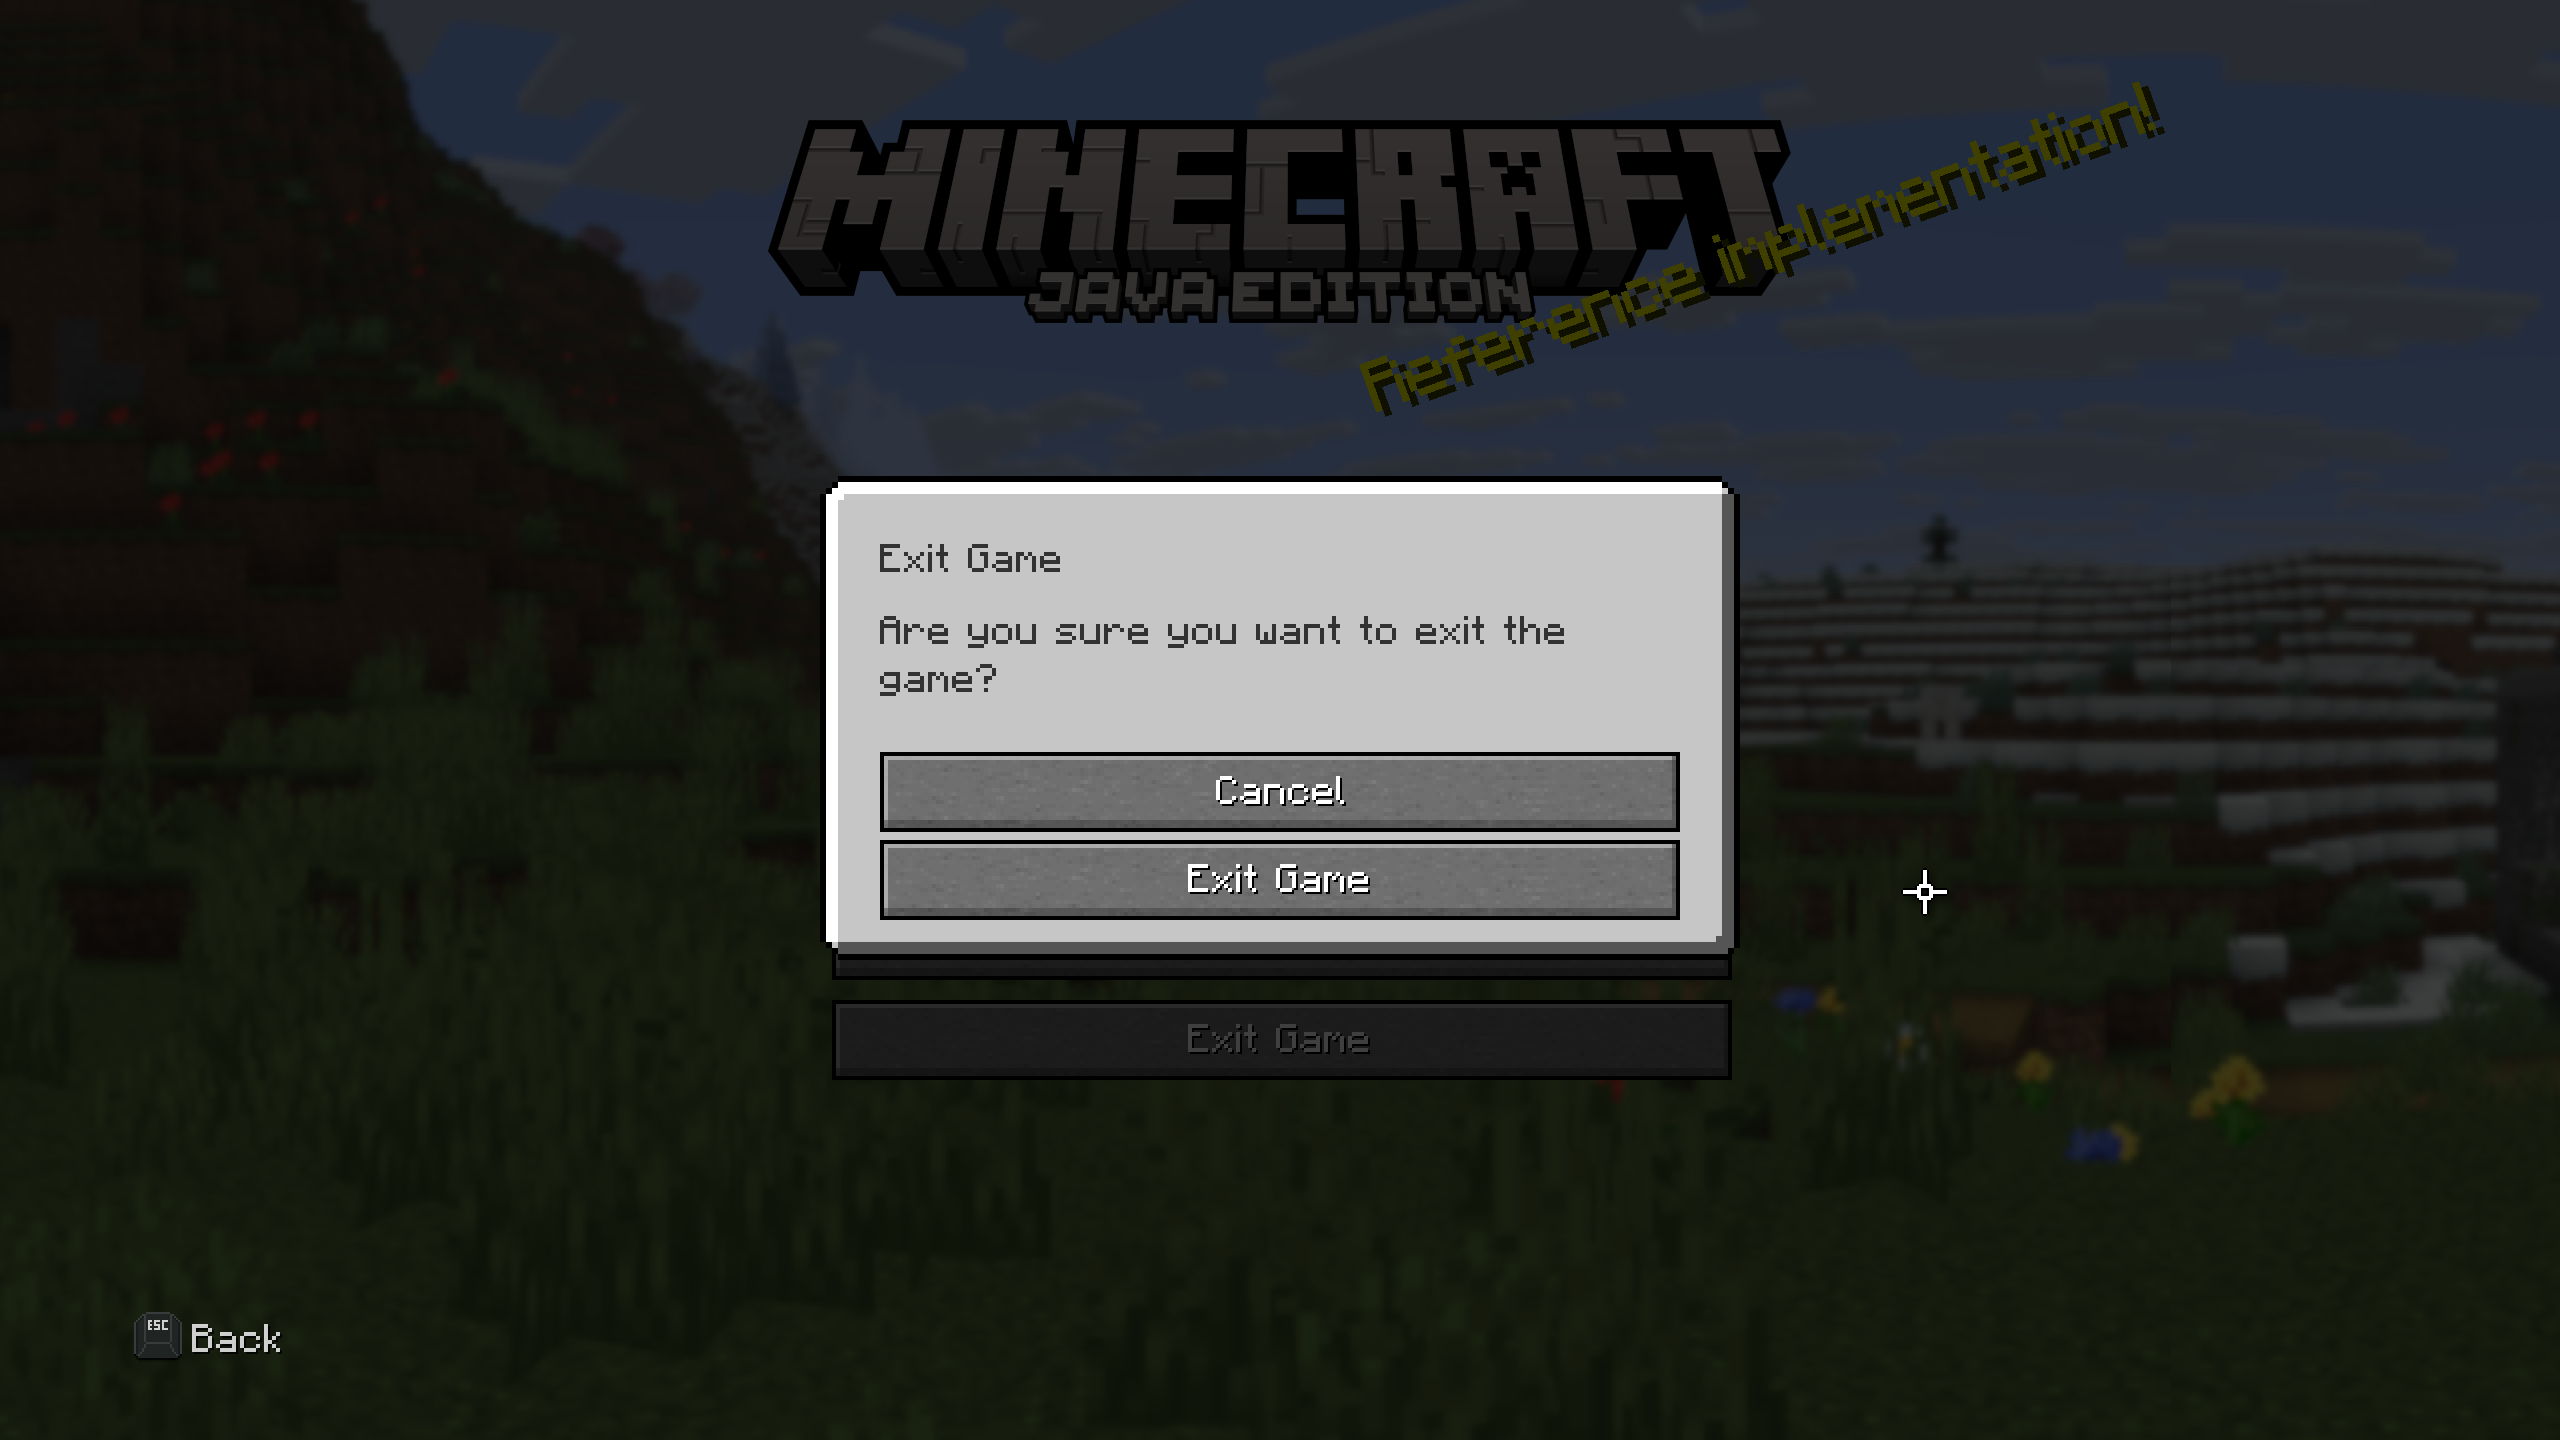 MINECRAFT
JAVA EDITION
Reference implementation!
Exit Game
Are you sure you want to exit the
game?
Cancel
Exit Game
Exit Game
ESC Back